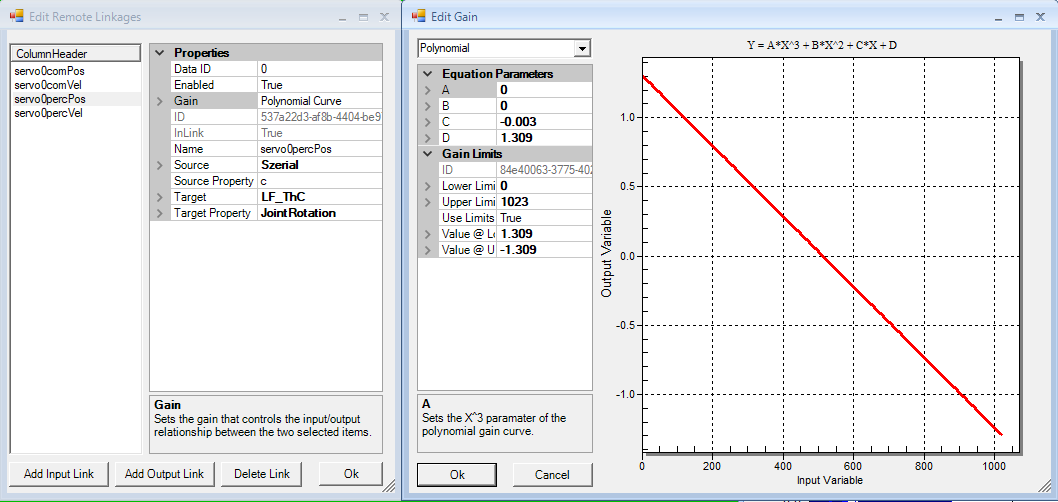 Edit Remote Linkages
ColumnHeader
servo0comPos
servo0comVel
servo0percPos
servo0percVel
Properties
Data ID 0
Enabled True
Gain Polynomial Curve
ID 537a22d3-af8b-4404-be9
InLink True
Name servo0percPos
Source Szerial
Source Property c
Target LF_ThC
Target Property JointRotation
Gain
Sets the gain that controls the input/output
relationship between the two selected items.
Add Input Link Add Output Link Delete Link Ok
Edit Gain
Polynomial
Equation Parameters
A 0
B 0
C -0.003
D 1.309
Gain Limits
ID 84e40063-3775-402
Lower Limi 0
Upper Limi 1023
Use Limits True
Value @ Lo 1.309
Value @ U -1.309
A
Sets the X^3 paramater of the
polynomial gain curve.
Ok Cancel
Y = A*X^3 + B*X^2 + C*X + D
Output Variable
1.0
0.5
0.0
-0.5
-1.0
0 200 400 600 800 1000
Input Variable